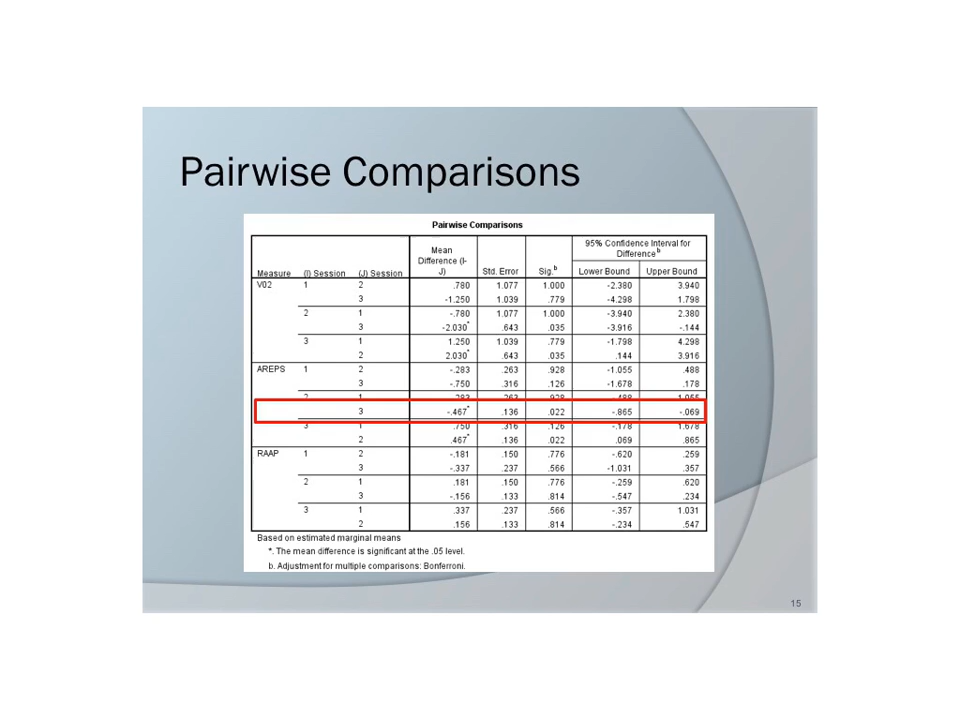 Pairwise Comparisons
Pairwise Comparisons
Measure (I) Session (J) Session Mean Difference (I-J) Std. Error Sig.b 95% Confidence Interval for Differenceb
Lower Bound Upper Bound
V02 1 2 .780 1.077 1.000 -2.380 3.940
3 -1.250 1.039 .779 -4.298 1.798
2 1 -.780 1.077 1.000 -3.940 2.380
3 -2.030* .643 .035 -3.916 -.144
3 1 1.250 1.039 .779 -1.798 4.298
2 2.030* .643 .035 .144 3.916
AREPS 1 2 -.283 .263 .928 -1.055 .488
3 -.750 .316 .126 -1.678 .178
2 1 .283 .263 .928 -.488 1.055
3 -.467* .136 .022 -.865 -.069
3 1 .750 .316 .126 -.178 1.678
2 .467* .136 .022 .069 .865
RAAP 1 2 -.181 .150 .776 -.620 .259
3 -.337 .237 .566 -1.031 .357
2 1 .181 .150 .776 -.259 .620
3 -.156 .133 .814 -.547 .234
3 1 .337 .237 .566 -.357 1.031
2 .156 .133 .814 -.234 .547
Based on estimated marginal means
*. The mean difference is significant at the .05 level.
b. Adjustment for multiple comparisons: Bonferroni.
15